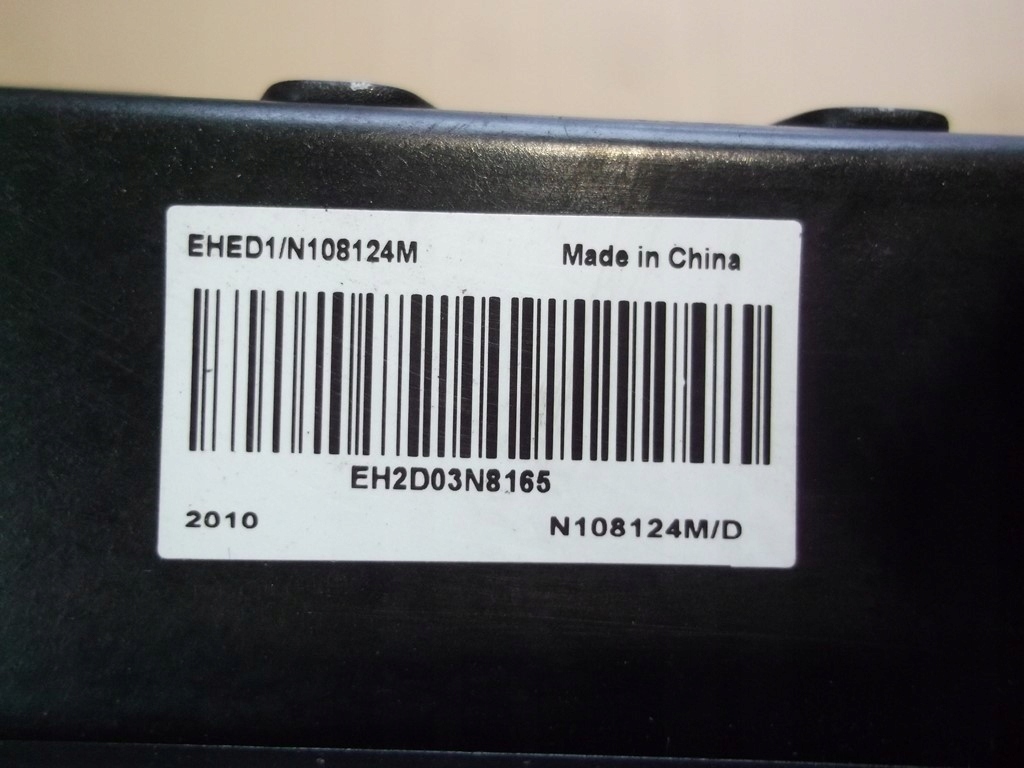 EHED1/N108124M Made in China
EH2D03N8165
2010 N108124M/D